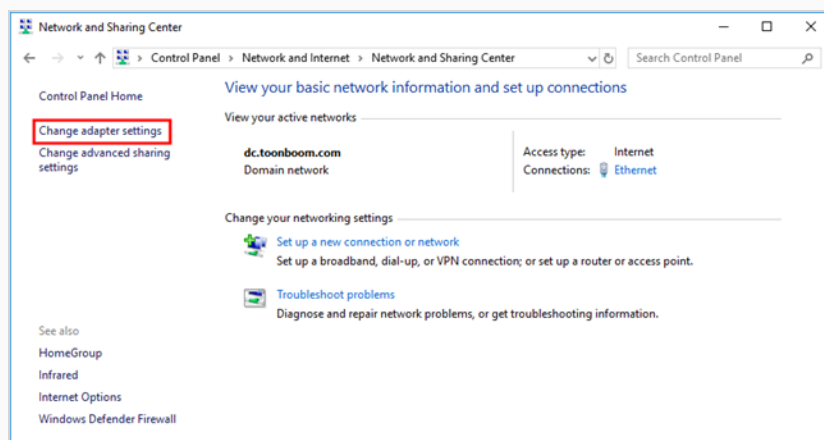 Network and Sharing Center
Control Panel > Network and Internet > Network and Sharing Center
Search Control Panel
Control Panel Home
Change adapter settings
Change advanced sharing
settings
View your basic network information and set up connections
View your active networks
dc.toonboom.com
Domain network
Access type: Internet
Connections: Ethernet
Change your networking settings
Set up a new connection or network
Set up a broadband, dial-up, or VPN connection; or set up a router or access point.
Troubleshoot problems
Diagnose and repair network problems, or get troubleshooting information.
See also
HomeGroup
Infrared
Internet Options
Windows Defender Firewall